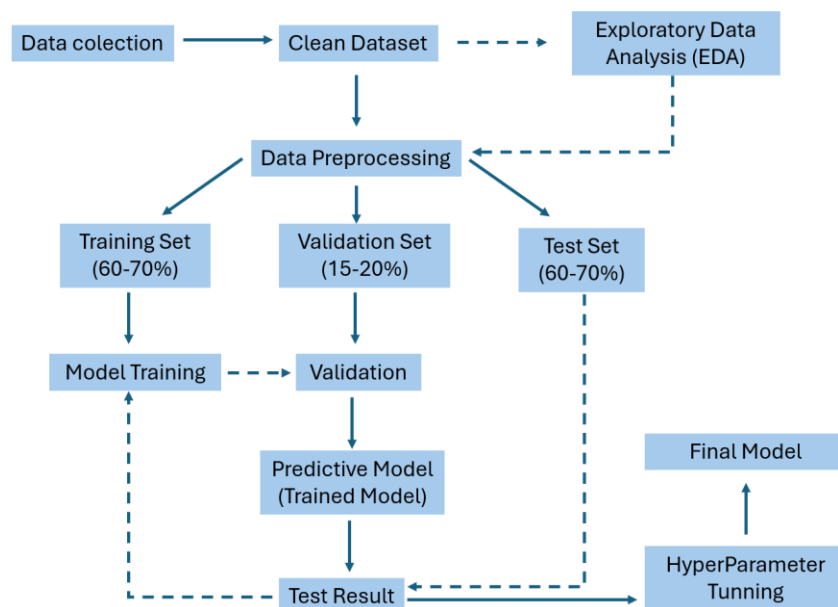 Data colection
Clean Dataset
Exploratory Data
Analysis (EDA)
Data Preprocessing
Training Set
(60-70%)
Validation Set
(15-20%)
Test Set
(60-70%)
Model Training
Validation
Predictive Model
(Trained Model)
Final Model
Test Result
HyperParameter
Tunning